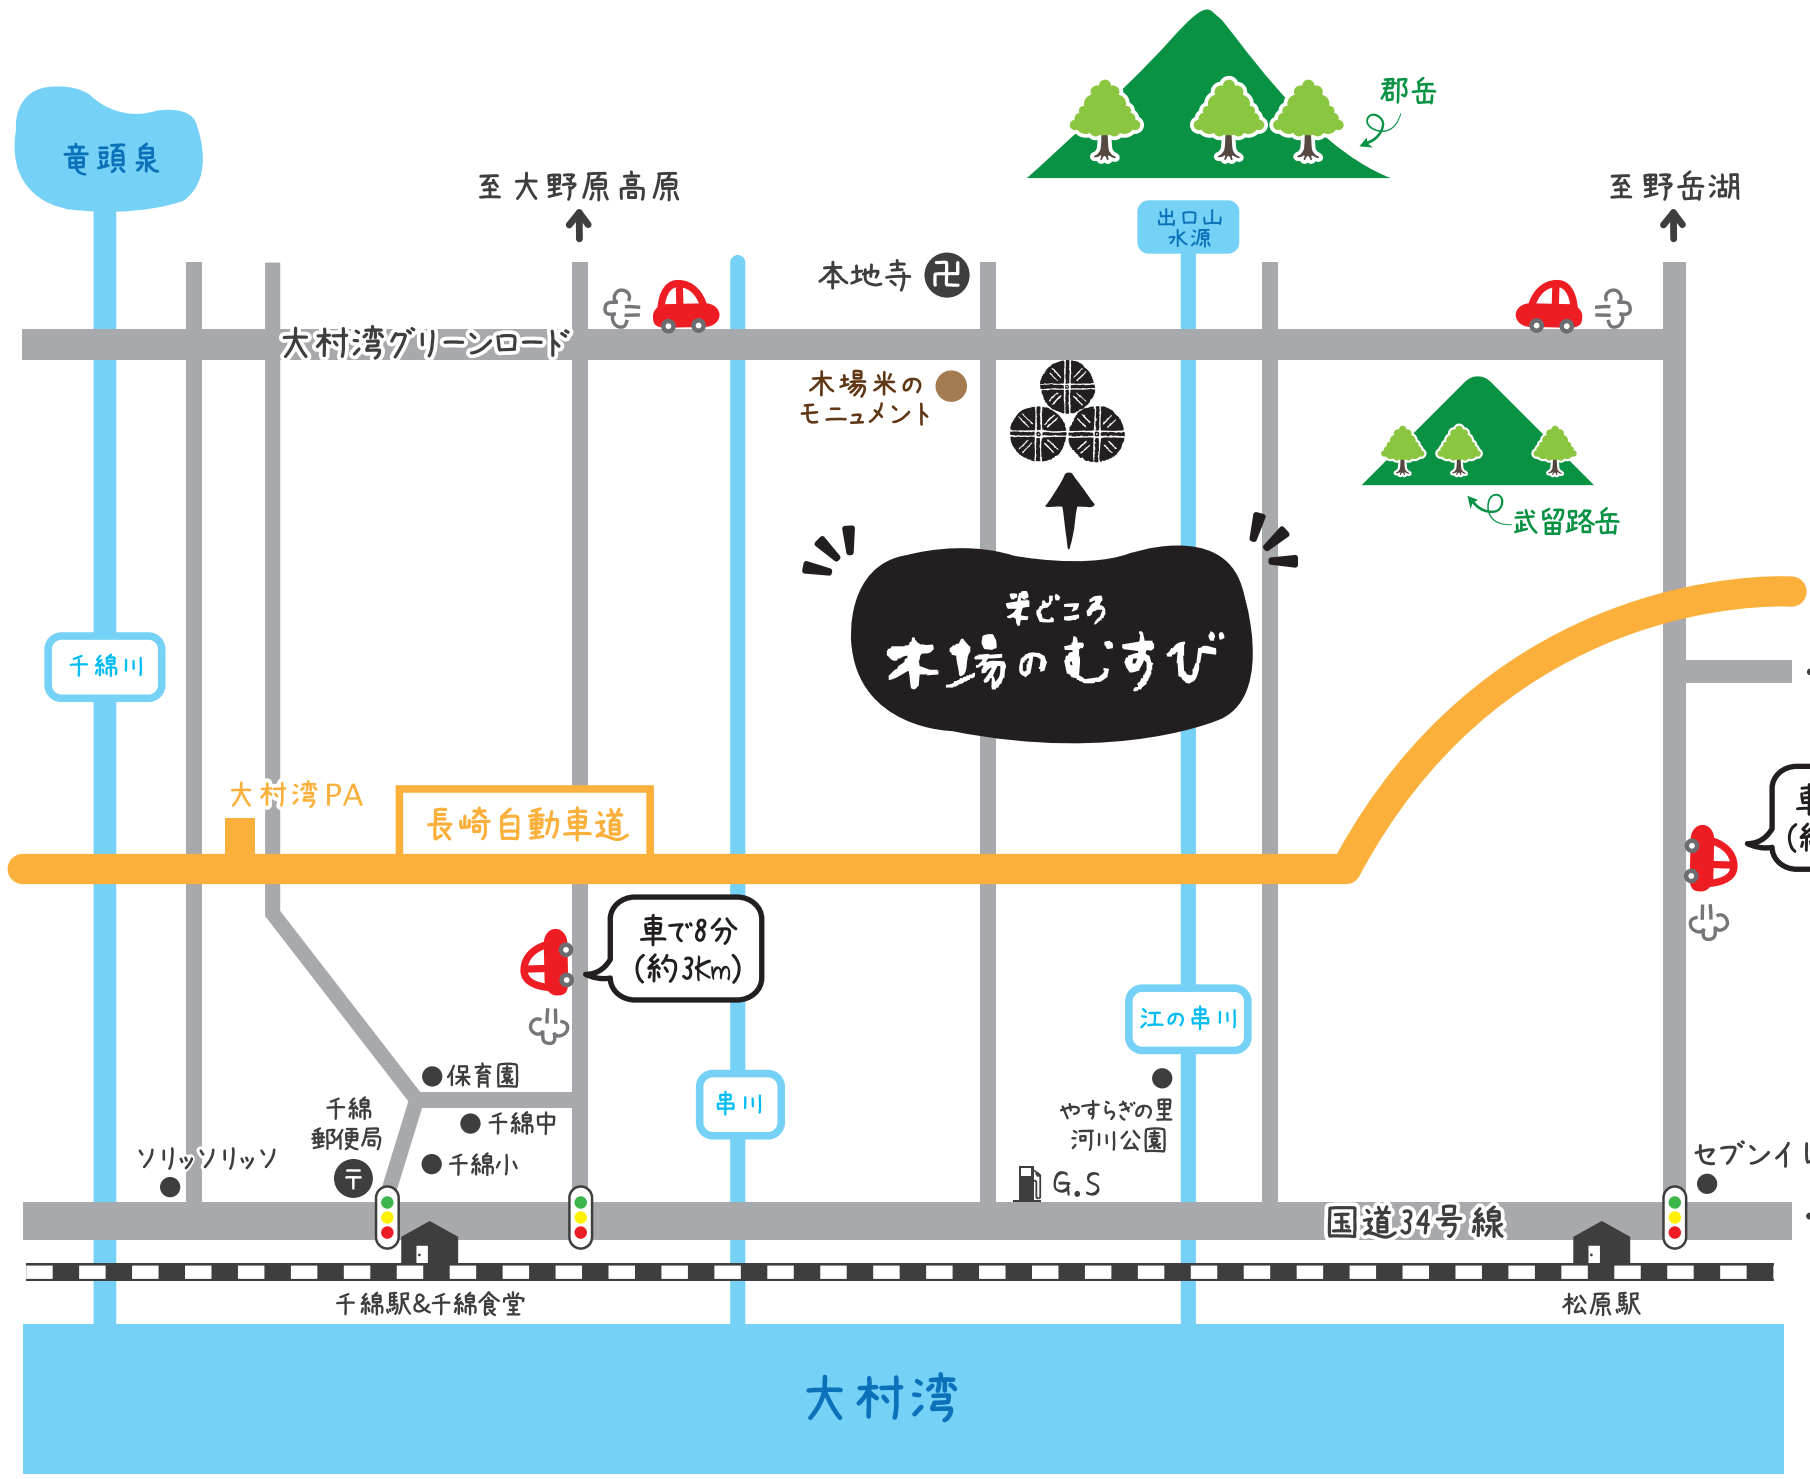 郡岳
竜頭泉
至大野原高原
至野岳湖
出口山
水源
本地寺
大村湾グリーンロード
木場米の
モニュメント
武留路岳
米どころ
木場のむすび
千綿川
大村湾PA
長崎自動車道
車で8分
(約3Km)
車
(約
江の串川
保育園
串川
千綿
郵便局
千綿中
やすらぎの里
河川公園
ソリッソリッソ
千綿小
セブンイレ
G.S
国道34号線
千綿駅&千綿食堂
松原駅
大村湾